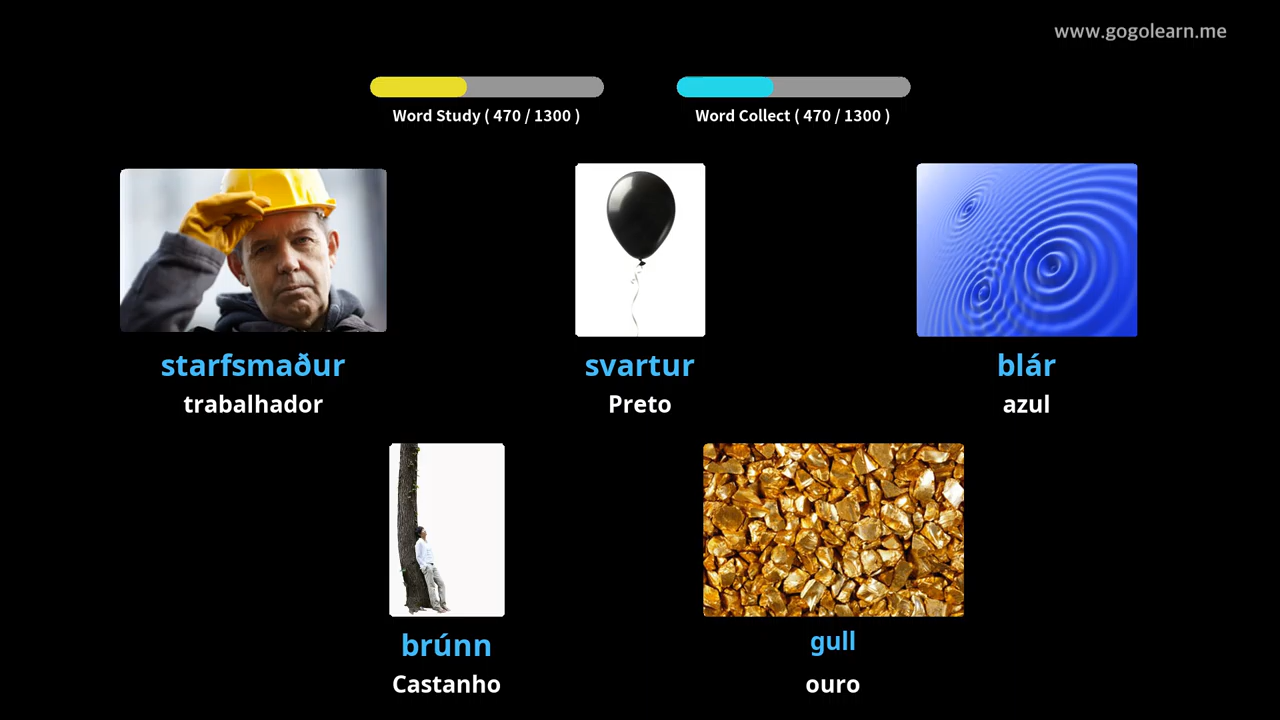 www.gogolearn.me
Word Study ( 470 / 1300 )
Word Collect ( 470 / 1300 )
starfsmaður
trabalhador
svartur
Preto
blár
azul
brúnn
Castanho
gull
ouro